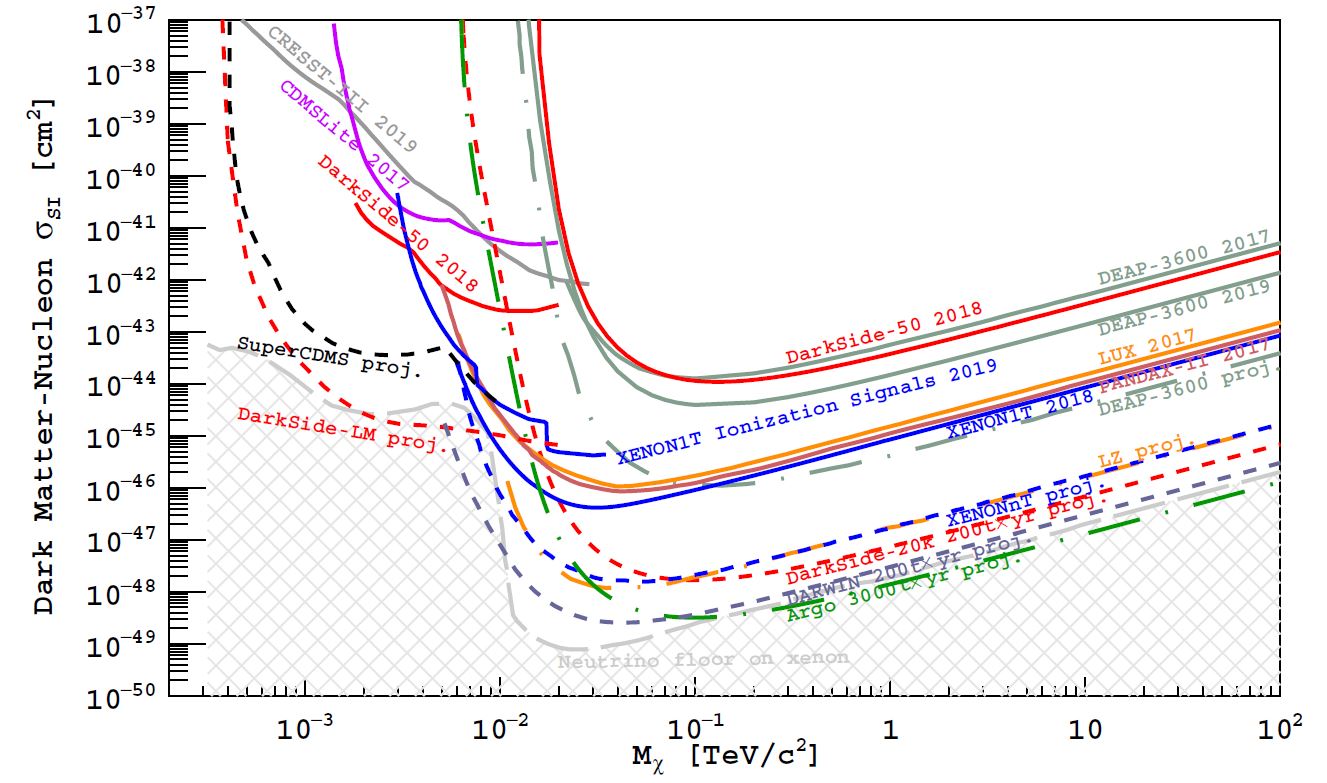 10⁻³⁷
10⁻³⁸
10⁻³⁹
10⁻⁴⁰
10⁻⁴¹
10⁻⁴²
10⁻⁴³
10⁻⁴⁴
10⁻⁴⁵
10⁻⁴⁶
10⁻⁴⁷
10⁻⁴⁸
10⁻⁴⁹
10⁻⁵⁰
Dark Matter-Nucleon σSI [cm²]
CRESST-III 2019
CDMSLite 2017
DarkSide-50 2018
SuperCDMS proj.
DarkSide-LM proj.
DEAP-3600 2017
DarkSide-50 2018
DEAP-3600 2019
LUX 2017
PANDAX-II 2017
DEAP-3600 proj.
XENON1T Ionization Signals 2019
XENON1T 2018
LZ proj.
XENONnT proj.
DarkSide-20k 200t×yr proj.
DARWIN 200t×yr proj.
Argo 3000t×yr proj.
Neutrino floor on xenon
10⁻³ 10⁻² 10⁻¹ 1 10 10²
Mχ [TeV/c²]